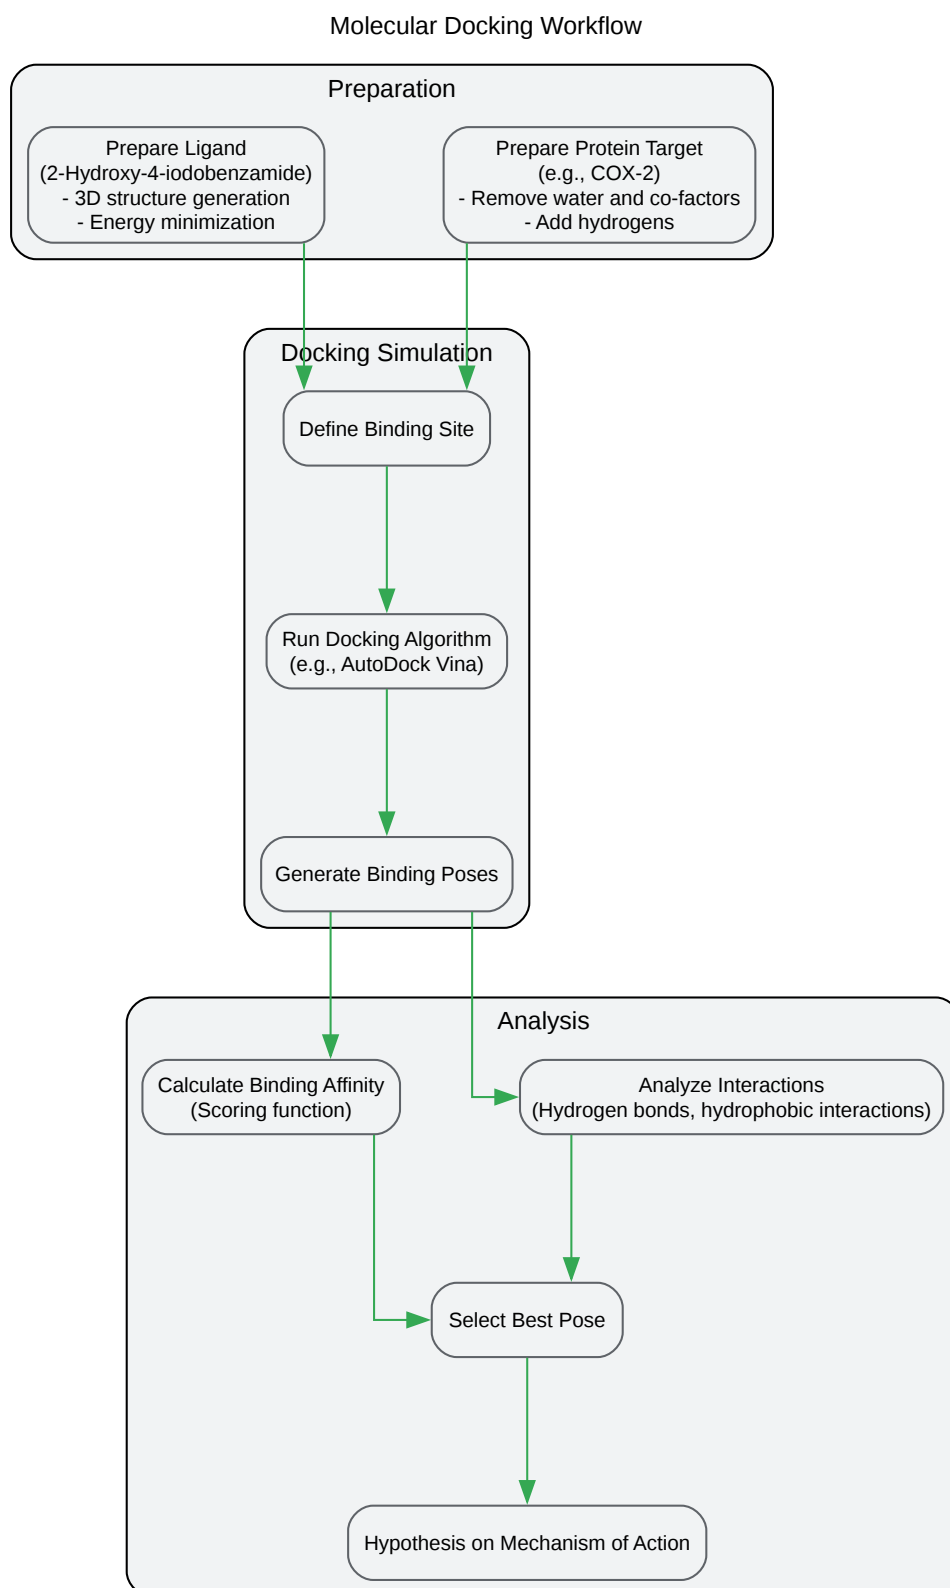 Molecular Docking Workflow
Preparation
Prepare Ligand
(2-Hydroxy-4-iodobenzamide)
- 3D structure generation
- Energy minimization
Prepare Protein Target
(e.g., COX-2)
- Remove water and co-factors
- Add hydrogens
Docking Simulation
Define Binding Site
Run Docking Algorithm
(e.g., AutoDock Vina)
Generate Binding Poses
Analysis
Calculate Binding Affinity
(Scoring function)
Analyze Interactions
(Hydrogen bonds, hydrophobic interactions)
Select Best Pose
Hypothesis on Mechanism of Action